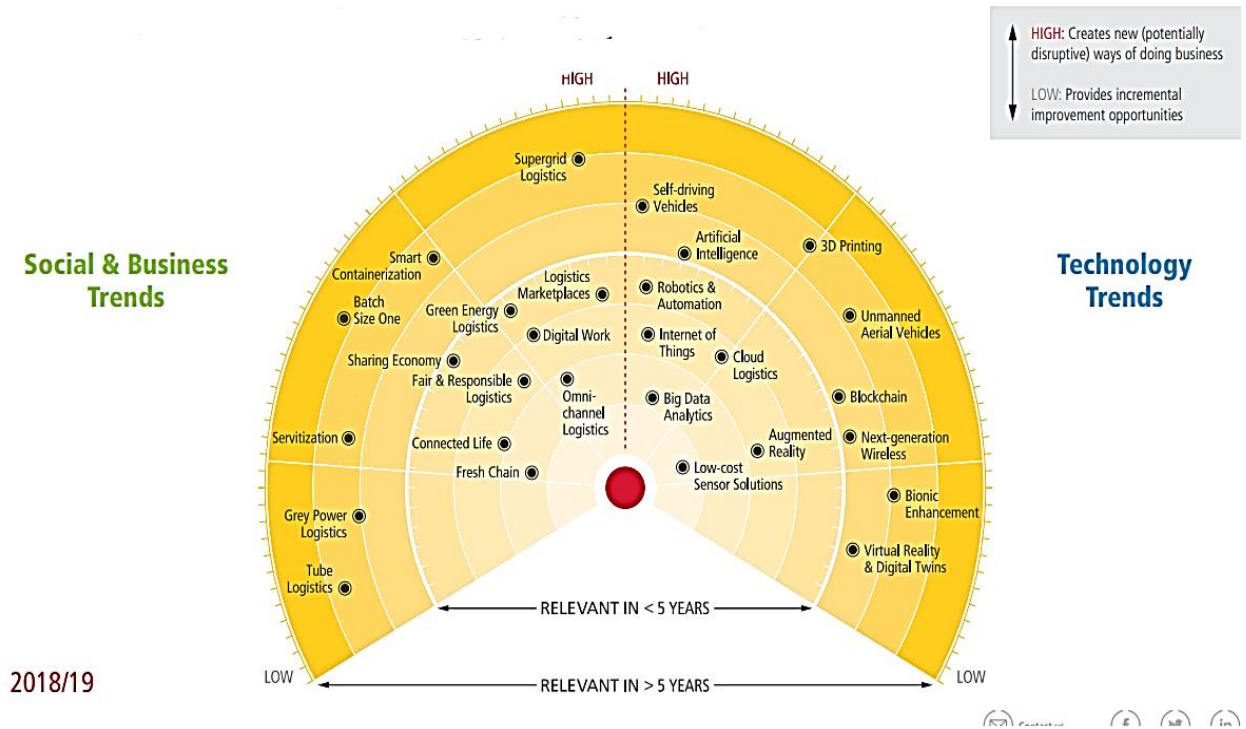 HIGH: Creates new (potentially
disruptive) ways of doing business
LOW: Provides incremental
improvement opportunities
HIGH
HIGH
Supergrid
Logistics
Self-driving
Vehicles
Artificial
Intelligence
3D Printing
Social & Business
Trends
Technology
Trends
Smart
Containerization
Logistics
Marketplaces
Robotics &
Automation
Batch
Size One
Green Energy
Logistics
Unmanned
Aerial Vehicles
Digital Work
Internet of
Things
Sharing Economy
Cloud
Logistics
Fair & Responsible
Logistics
Omni-
channel
Logistics
Big Data
Analytics
Blockchain
Servitization
Connected Life
Augmented
Reality
Next-generation
Wireless
Fresh Chain
Low-cost
Sensor Solutions
Bionic
Enhancement
Grey Power
Logistics
Virtual Reality
& Digital Twins
Tube
Logistics
RELEVANT IN < 5 YEARS
LOW
LOW
RELEVANT IN > 5 YEARS
2018/19